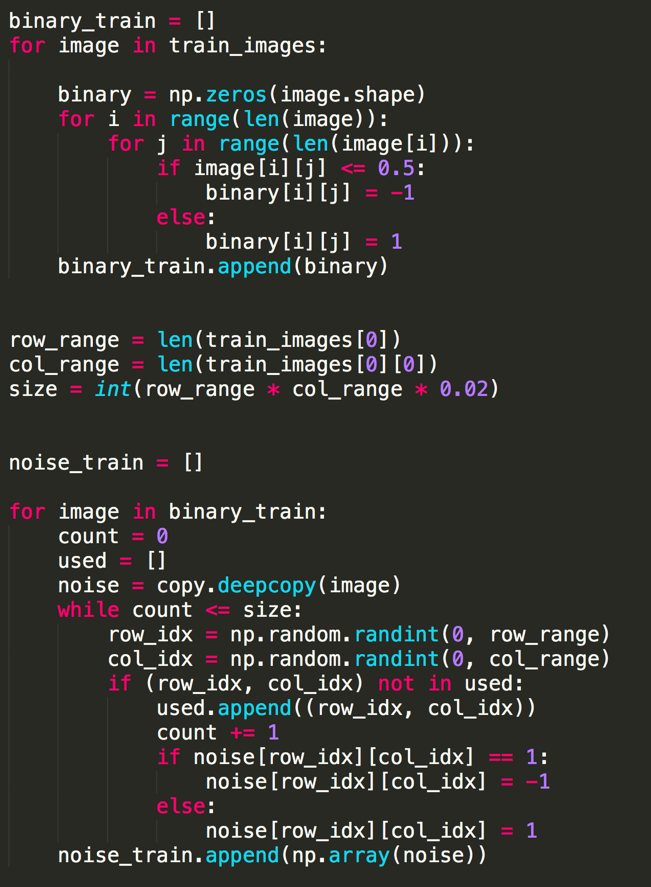 binary_train = []
for image in train_images:
    binary = np.zeros(image.shape)
    for i in range(len(image)):
        for j in range(len(image[i])):
            if image[i][j] <= 0.5:
                binary[i][j] = -1
            else:
                binary[i][j] = 1
    binary_train.append(binary)
row_range = len(train_images[0])
col_range = len(train_images[0][0])
size = int(row_range * col_range * 0.02)
noise_train = []
for image in binary_train:
    count = 0
    used = []
    noise = copy.deepcopy(image)
    while count <= size:
        row_idx = np.random.randint(0, row_range)
        col_idx = np.random.randint(0, col_range)
        if (row_idx, col_idx) not in used:
            used.append((row_idx, col_idx))
            count += 1
            if noise[row_idx][col_idx] == 1:
                noise[row_idx][col_idx] = -1
            else:
                noise[row_idx][col_idx] = 1
    noise_train.append(np.array(noise))